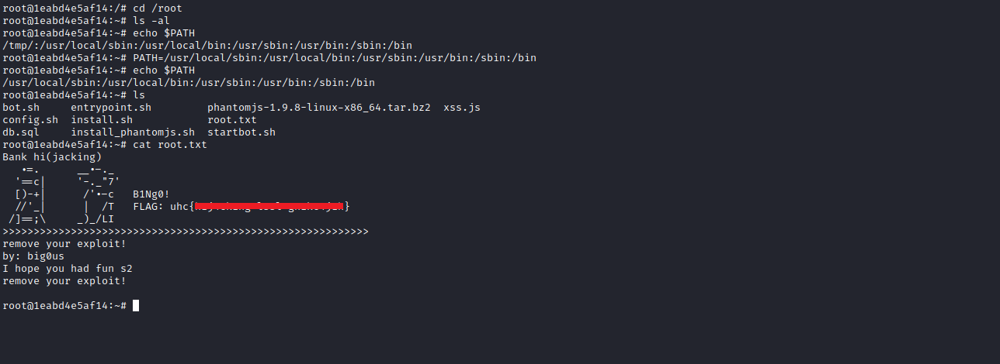 root@1eabd4e5af14:/# cd /root
root@1eabd4e5af14:~# ls -al
root@1eabd4e5af14:~# echo $PATH
/tmp/:/usr/local/sbin:/usr/local/bin:/usr/sbin:/usr/bin:/sbin:/bin
root@1eabd4e5af14:~# PATH=/usr/local/sbin:/usr/local/bin:/usr/sbin:/usr/bin:/sbin:/bin
root@1eabd4e5af14:~# echo $PATH
/usr/local/sbin:/usr/local/bin:/usr/sbin:/usr/bin:/sbin:/bin
root@1eabd4e5af14:~# ls
bot.sh     entrypoint.sh         phantomjs-1.9.8-linux-x86_64.tar.bz2  xss.js
config.sh  install.sh            root.txt
db.sql     install_phantomjs.sh  startbot.sh
root@1eabd4e5af14:~# cat root.txt
Bank hi(jacking)
   •=.      __•-._
  '==c|     '-._"7'
  [)-+|      /'•-c   B1Ng0!
  //'_|      |  /T   FLAG: uhc{}
 /]==;\     _)_/LI
>>>>>>>>>>>>>>>>>>>>>>>>>>>>>>>>>>>>>>>>>>>>>>>>>>>>>>>>>>>
remove your exploit!
by: big0us
I hope you had fun s2
remove your exploit!
root@1eabd4e5af14:~#